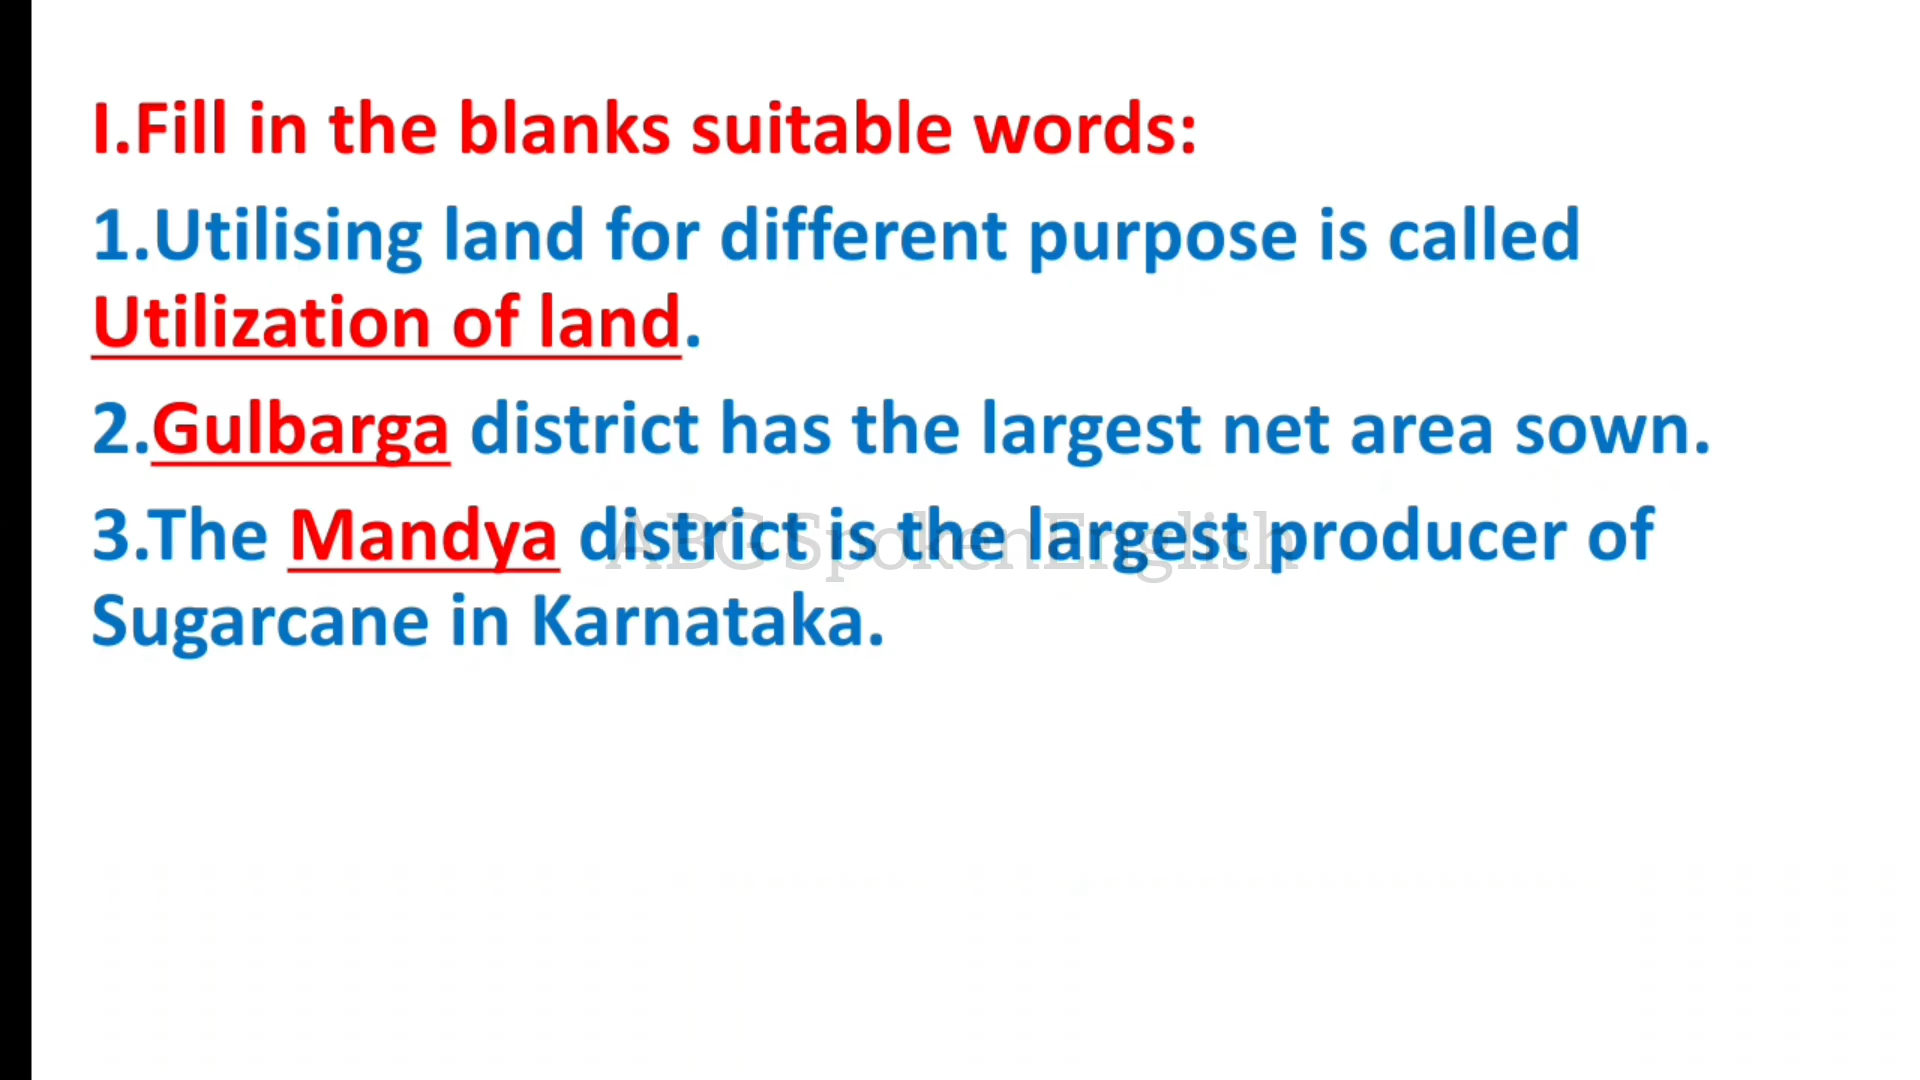 I.Fill in the blanks suitable words:
1.Utilising land for different purpose is called
Utilization of land.
2.Gulbarga district has the largest net area sown.
3.The Mandya district is the largest producer of
ABG SpokenEnglish
Sugarcane in Karnataka.